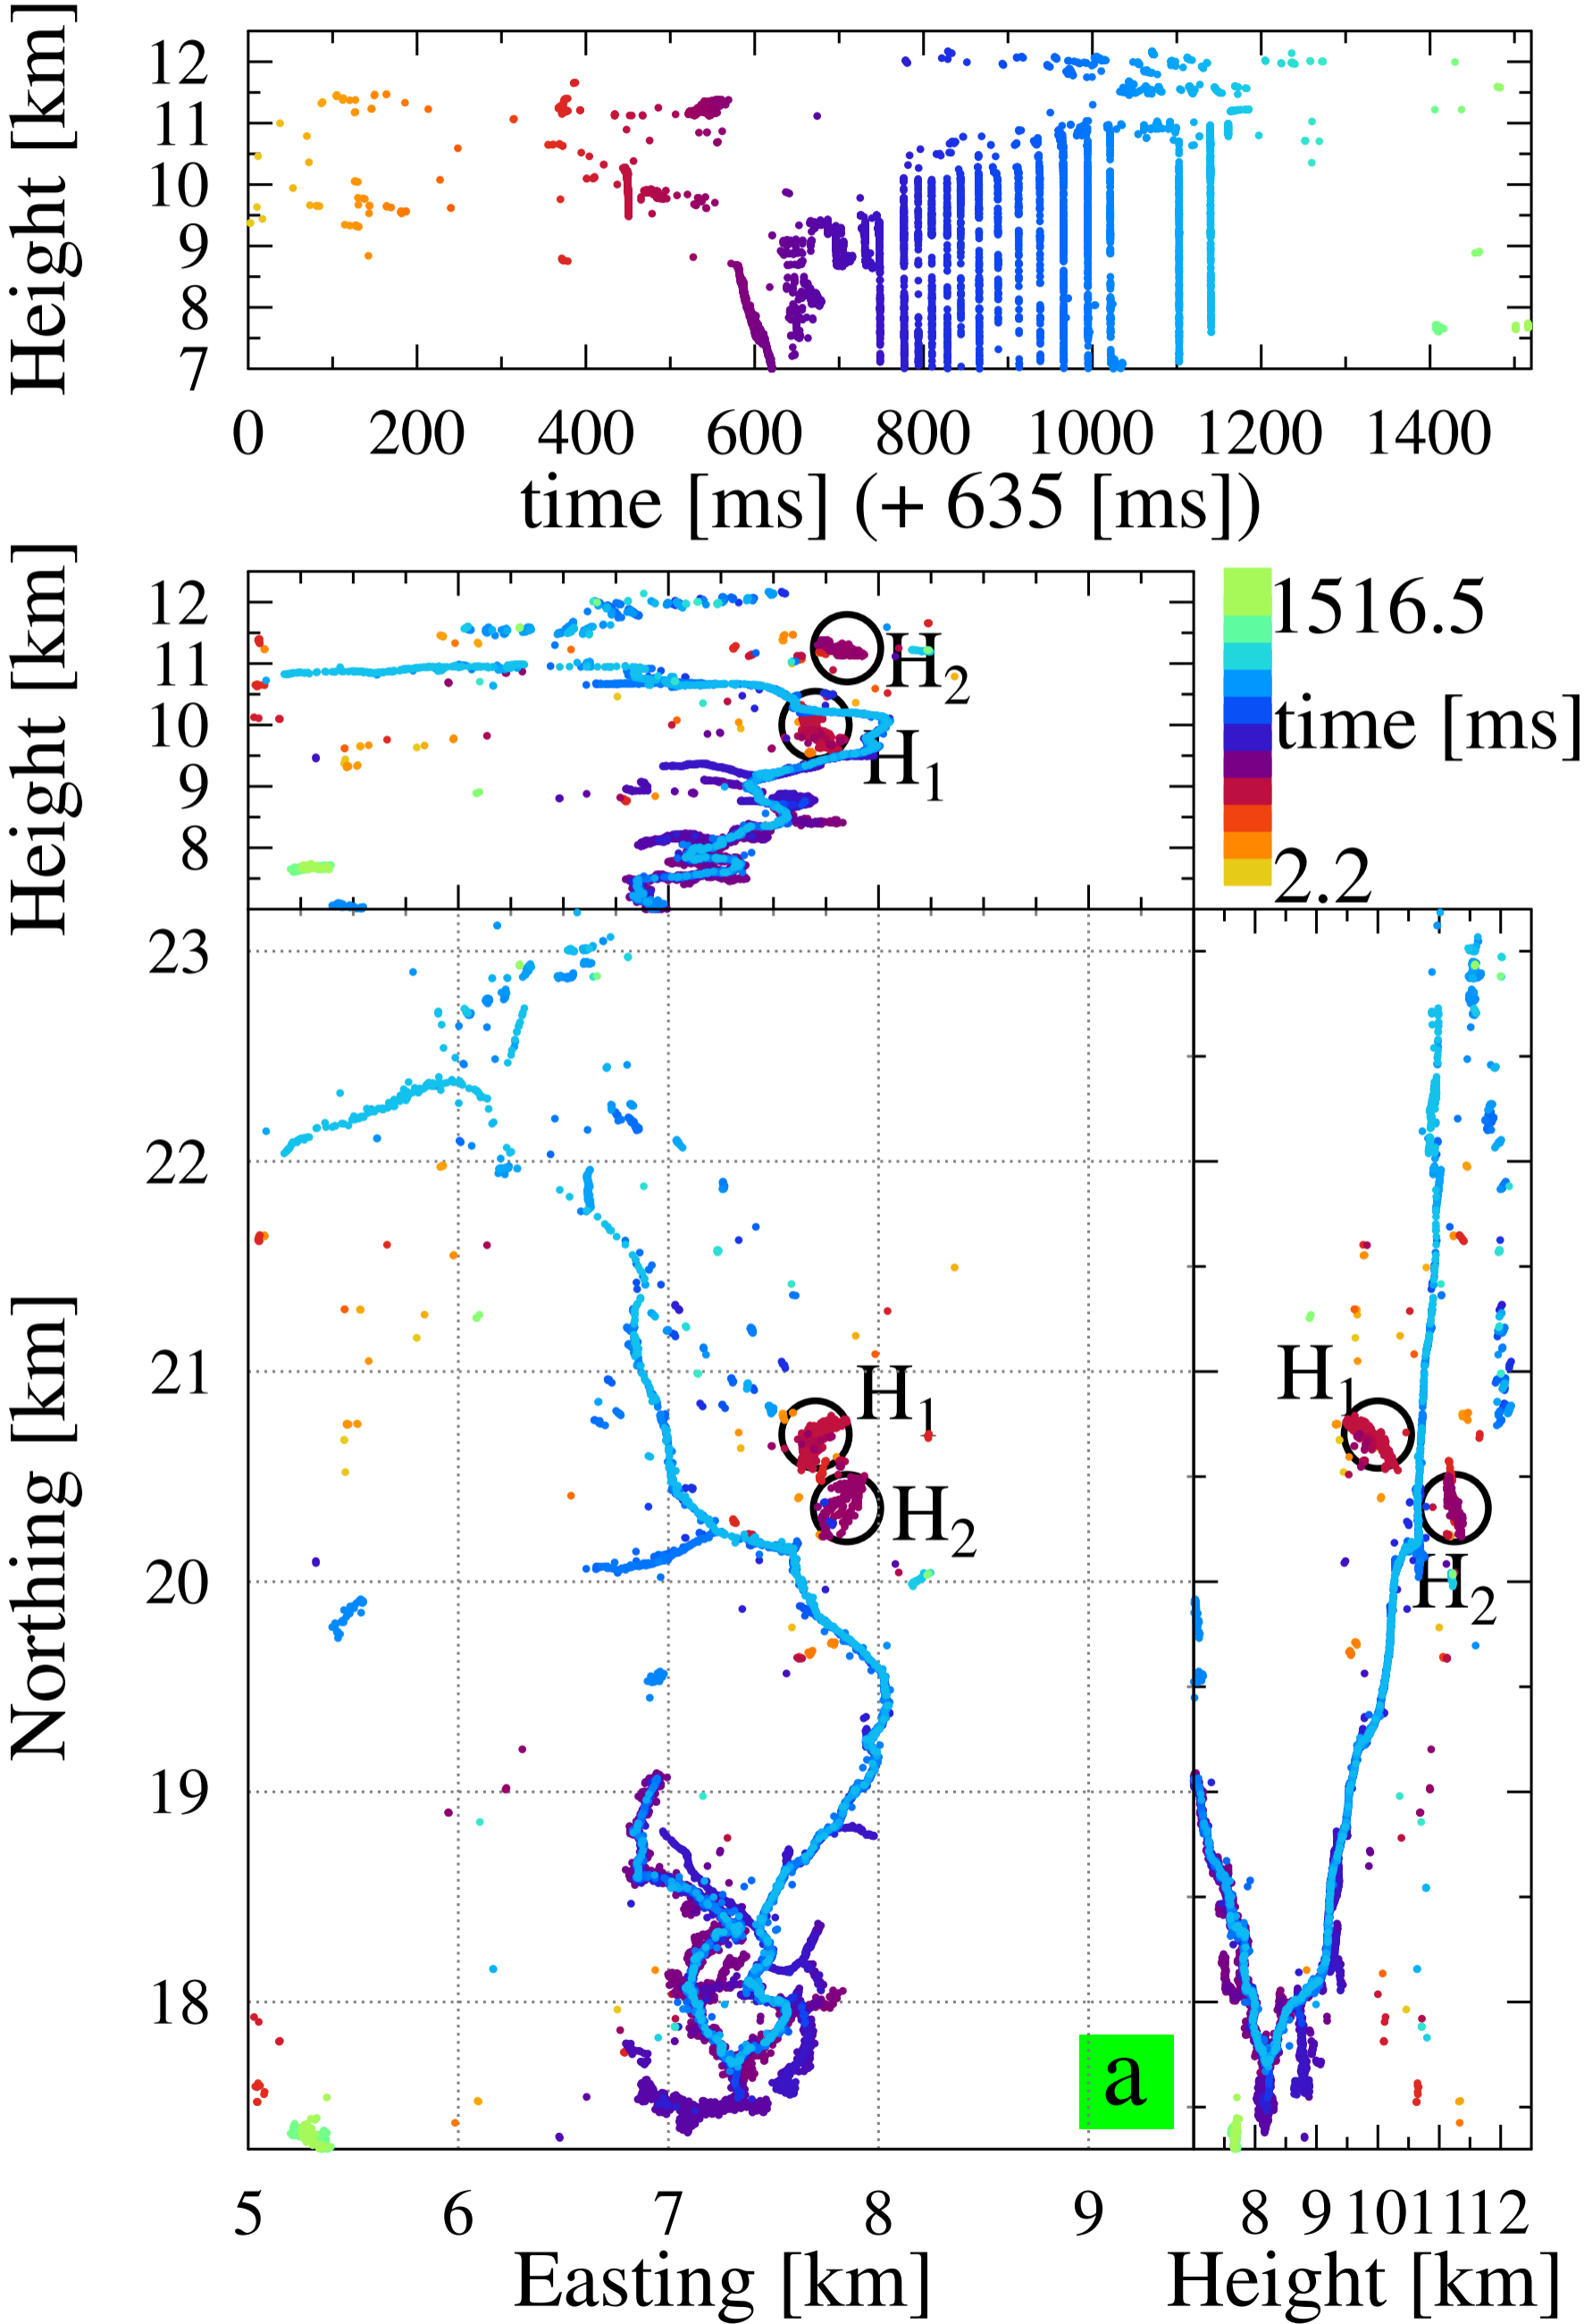 Height [km]
12
11
10
9
8
7
0 200 400 600 800 1000 1200 1400
time [ms] (+ 635 [ms])
Height [km]
12
11
10
9
8
H2
H1
1516.5
time [ms]
2.2
Northing [km]
23
22
21
20
19
18
H1
H2
H1
H2
a
5 6 7 8 9
Easting [km]
8 9 10 11 12
Height [km]